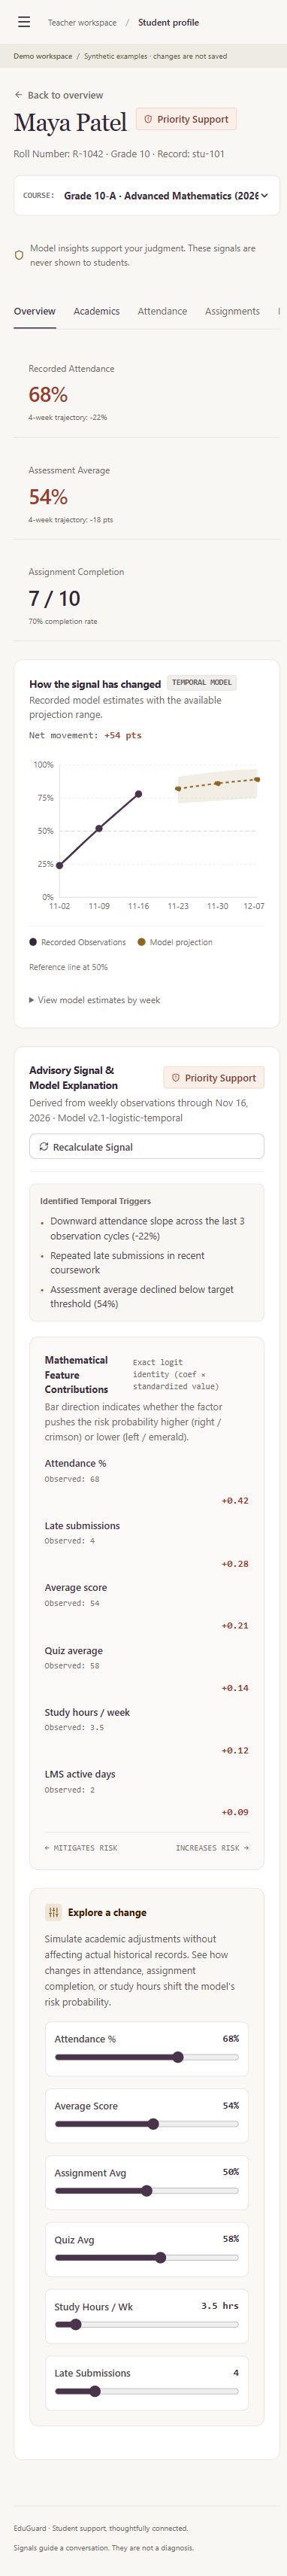 Teacher workspace / Student profile
Demo workspace / Synthetic examples · changes are not saved
← Back to overview
Maya Patel Priority Support
Roll Number: R-1042 · Grade 10 · Record: stu-101
COURSE: Grade 10-A · Advanced Mathematics (2026
Model insights support your judgment. These signals are
never shown to students.
Overview Academics Attendance Assignments
Recorded Attendance
68%
4-week trajectory: -22%
Assessment Average
54%
4-week trajectory: -18 pts
Assignment Completion
7 / 10
70% completion rate
How the signal has changed TEMPORAL MODEL
Recorded model estimates with the available
projection range.
Net movement: +54 pts
100%
75%
50%
25%
0%
11-02 11-09 11-16 11-23 11-30 12-07
Recorded Observations Model projection
Reference line at 50%
▶ View model estimates by week
Advisory Signal &
Model Explanation
Priority Support
Derived from weekly observations through Nov 16,
2026 · Model v2.1-logistic-temporal
Recalculate Signal
Identified Temporal Triggers
• Downward attendance slope across the last 3
observation cycles (-22%)
• Repeated late submissions in recent
coursework
• Assessment average declined below target
threshold (54%)
Mathematical
Feature
Contributions
Exact logit
identity (coef ×
standardized value)
Bar direction indicates whether the factor
pushes the risk probability higher (right /
crimson) or lower (left / emerald).
Attendance %
Observed: 68
+0.42
Late submissions
Observed: 4
+0.28
Average score
Observed: 54
+0.21
Quiz average
Observed: 58
+0.14
Study hours / week
Observed: 3.5
+0.12
LMS active days
Observed: 2
+0.09
← MITIGATES RISK INCREASES RISK →
Explore a change
Simulate academic adjustments without
affecting actual historical records. See how
changes in attendance, assignment
completion, or study hours shift the model's
risk probability.
Attendance % 68%
Average Score 54%
Assignment Avg 50%
Quiz Avg 58%
Study Hours / Wk 3.5 hrs
Late Submissions 4
EduGuard · Student support, thoughtfully connected.
Signals guide a conversation. They are not a diagnosis.